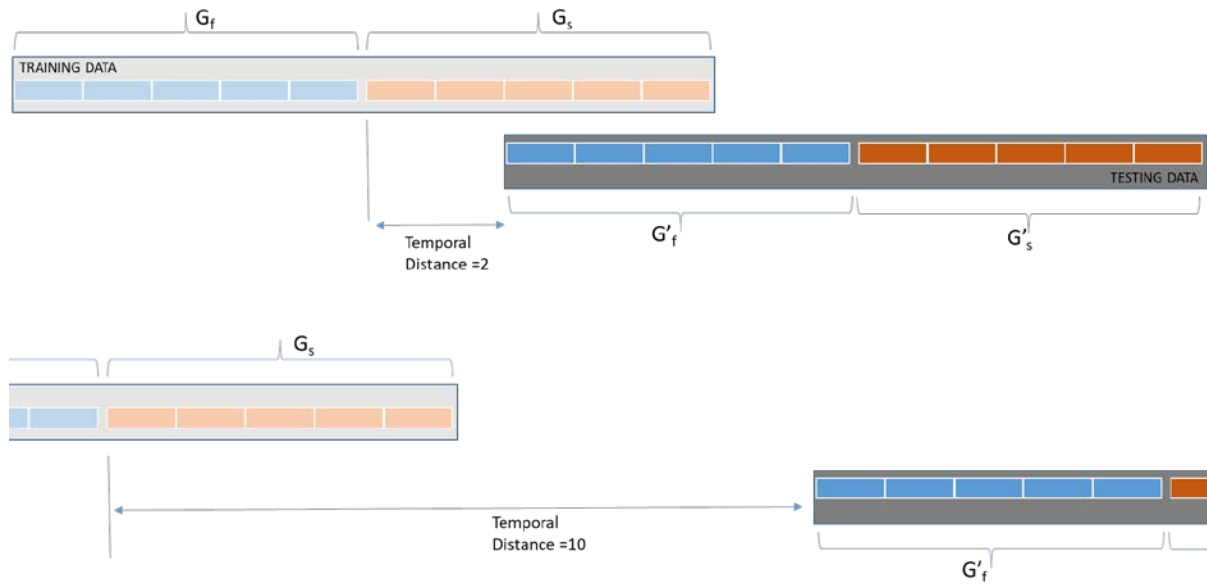 G_f
G_s
TRAINING DATA
TESTING DATA
Temporal
Distance =2
G'_f
G'_s
G_s
Temporal
Distance =10
G'_f